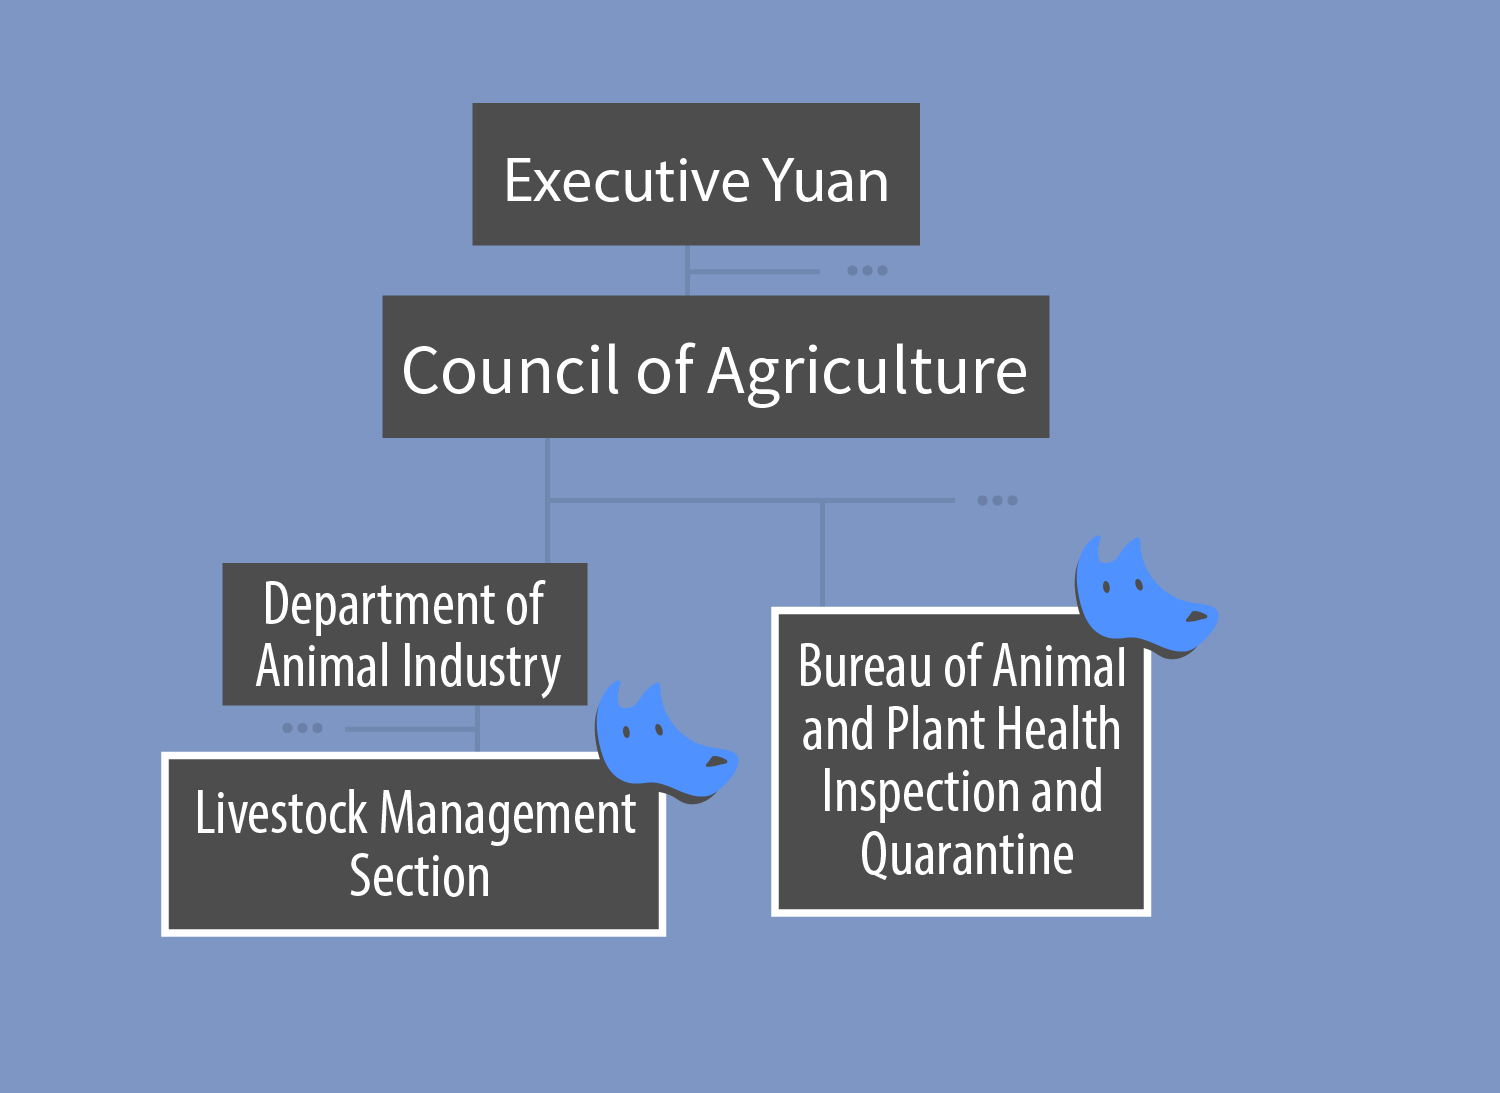 Executive Yuan
Council of Agriculture
Department of
Animal Industry
Livestock Management
Section
Bureau of Animal
and Plant Health
Inspection and
Quarantine